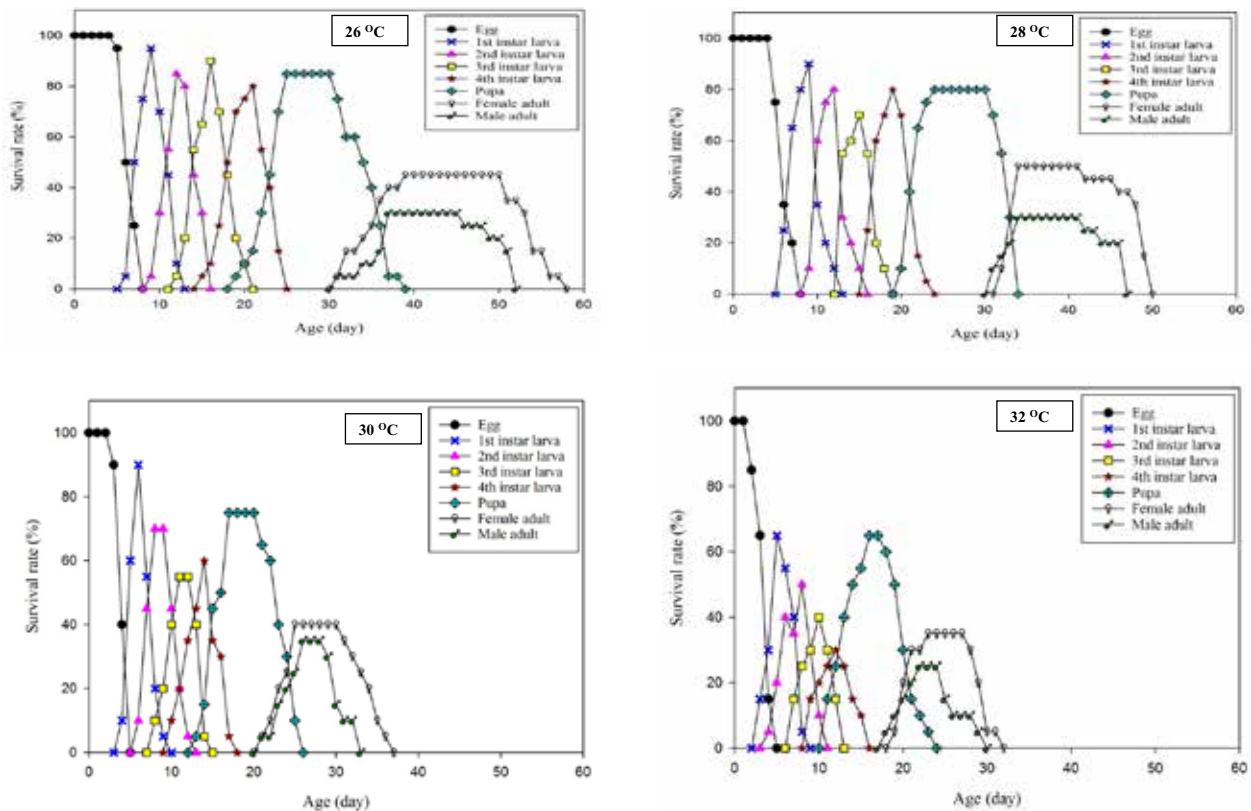 26 ᴼC
Egg
1st instar larva
2nd instar larva
3rd instar larva
4th instar larva
Pupa
Female adult
Male adult
100
80
60
40
20
0
Survival rate (%)
0 10 20 30 40 50 60
Age (day)
28 ᴼC
Egg
1st instar larva
2nd instar larva
3rd instar larva
4th instar larva
Pupa
Female adult
Male adult
100
80
60
40
20
0
Survival rate (%)
0 10 20 30 40 50 60
Age (day)
30 ᴼC
Egg
1st instar larva
2nd instar larva
3rd instar larva
4th instar larva
Pupa
Female adult
Male adult
100
80
60
40
20
0
Survival rate (%)
0 10 20 30 40 50 60
Age (day)
32 ᴼC
Egg
1st instar larva
2nd instar larva
3rd instar larva
4th instar larva
Pupa
Female adult
Male adult
100
80
60
40
20
0
Survival rate (%)
0 10 20 30 40 50 60
Age (day)